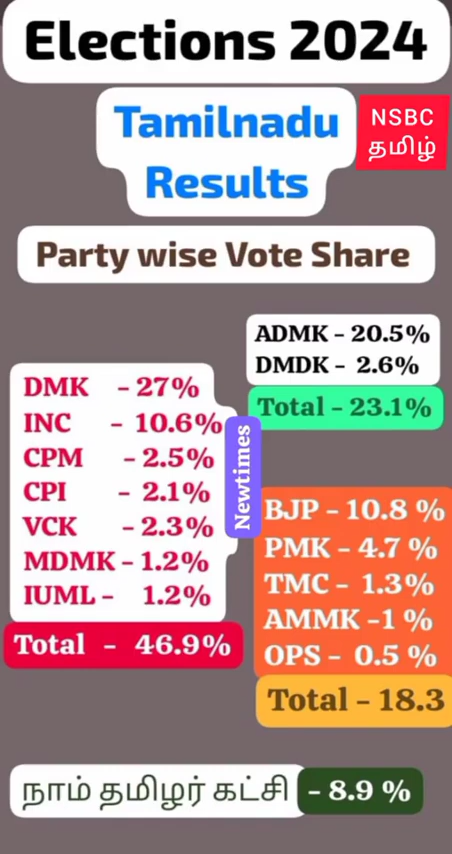 Elections 2024
Tamilnadu
Results
NSBC
தமிழ்
Party wise Vote Share
ADMK - 20.5%
DMDK - 2.6%
Total - 23.1%
DMK - 27%
INC - 10.6%
CPM - 2.5%
CPI - 2.1%
VCK - 2.3%
MDMK - 1.2%
IUML - 1.2%
Total - 46.9%
Newtimes
BJP - 10.8 %
PMK - 4.7 %
TMC - 1.3%
AMMK -1 %
OPS - 0.5 %
Total - 18.3
நாம் தமிழர் கட்சி - 8.9 %